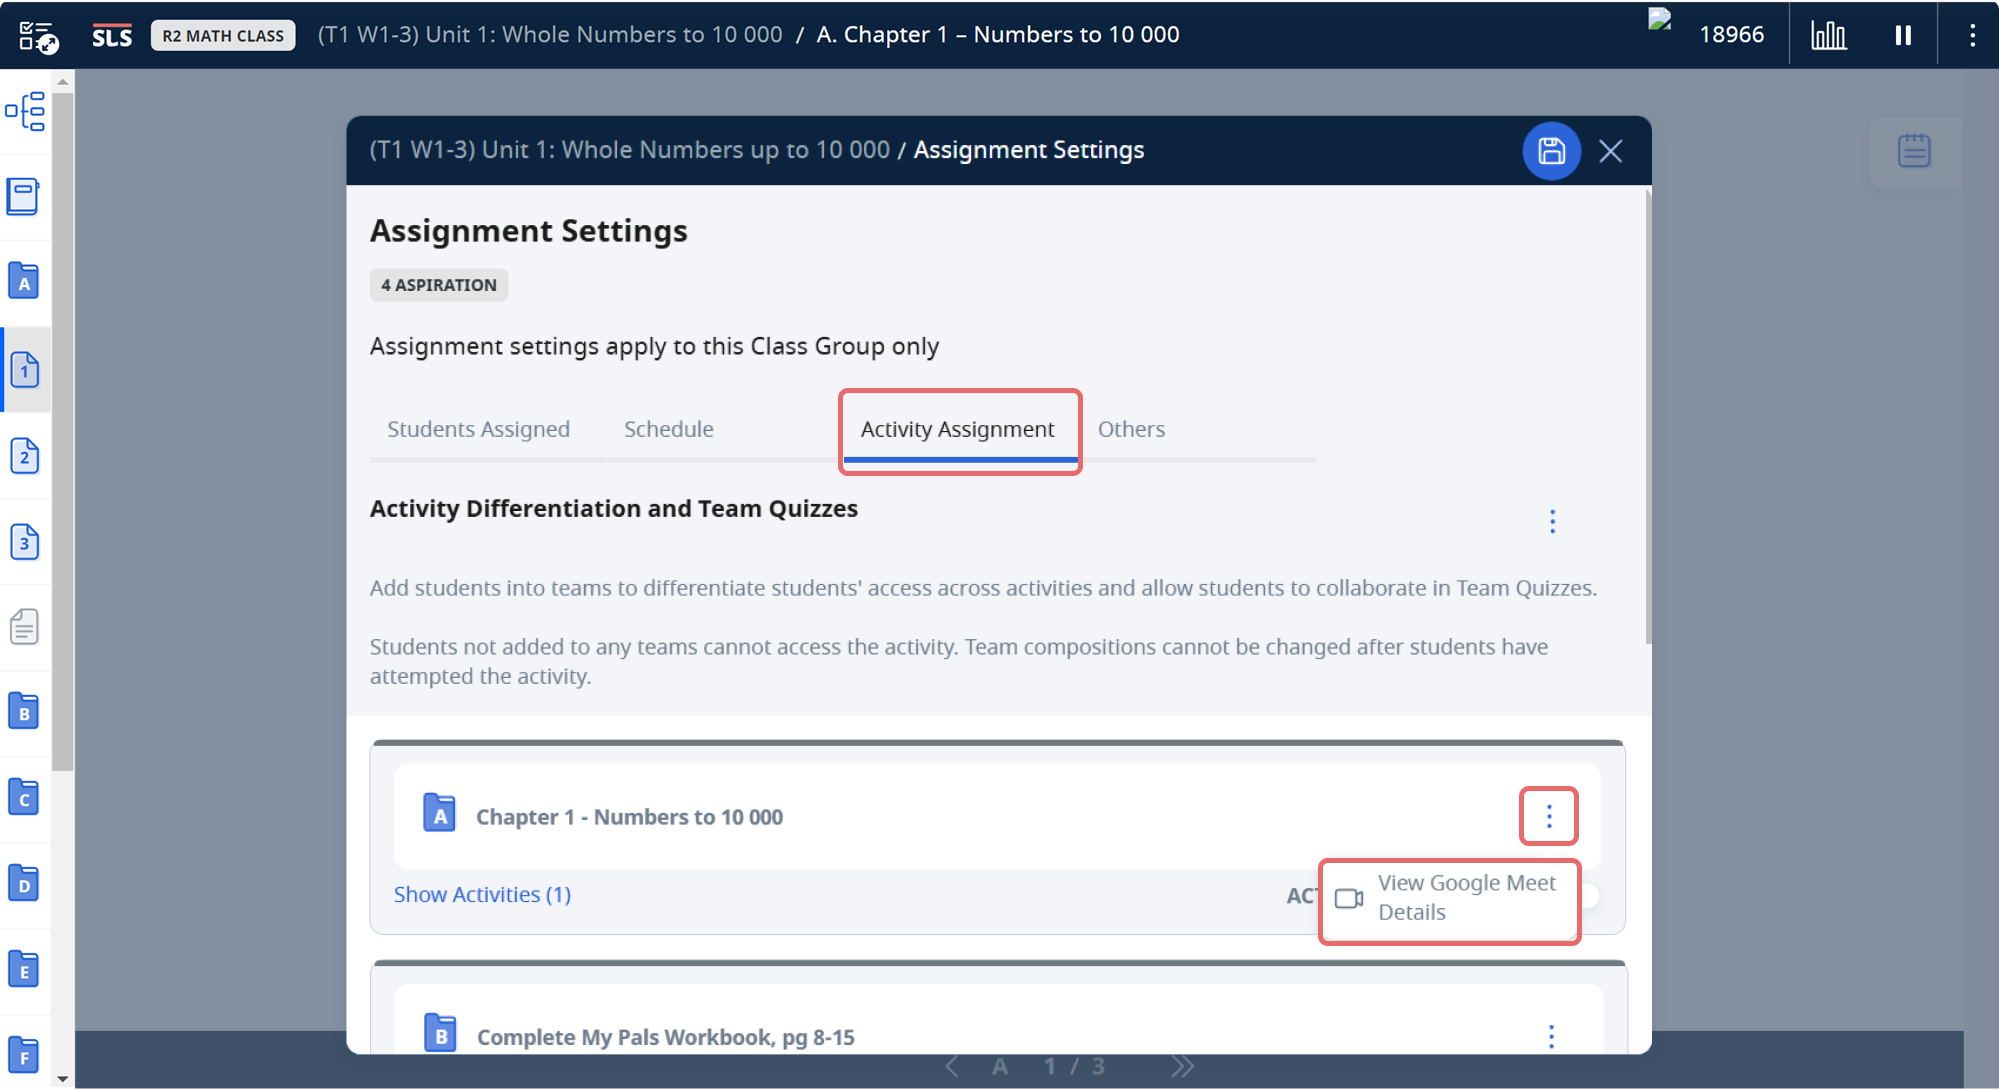 SLS
R2 MATH CLASS
(T1 W1-3) Unit 1: Whole Numbers to 10 000 / A. Chapter 1 – Numbers to 10 000
18966
A
1
2
3
B
C
D
E
F
(T1 W1-3) Unit 1: Whole Numbers up to 10 000 / Assignment Settings
Assignment Settings
4 ASPIRATION
Assignment settings apply to this Class Group only
Students Assigned
Schedule
Activity Assignment
Others
Activity Differentiation and Team Quizzes
Add students into teams to differentiate students' access across activities and allow students to collaborate in Team Quizzes.
Students not added to any teams cannot access the activity. Team compositions cannot be changed after students have
attempted the activity.
A Chapter 1 - Numbers to 10 000
Show Activities (1)
View Google Meet
Details
B Complete My Pals Workbook, pg 8-15
A 1 / 3